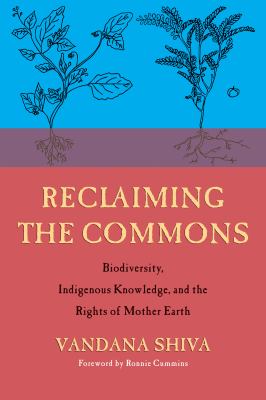 RECLAIMING
THE COMMONS
Biodiversity,
Indigenous Knowledge, and the
Rights of Mother Earth
VANDANA SHIVA
Foreword by Ronnie Cummins